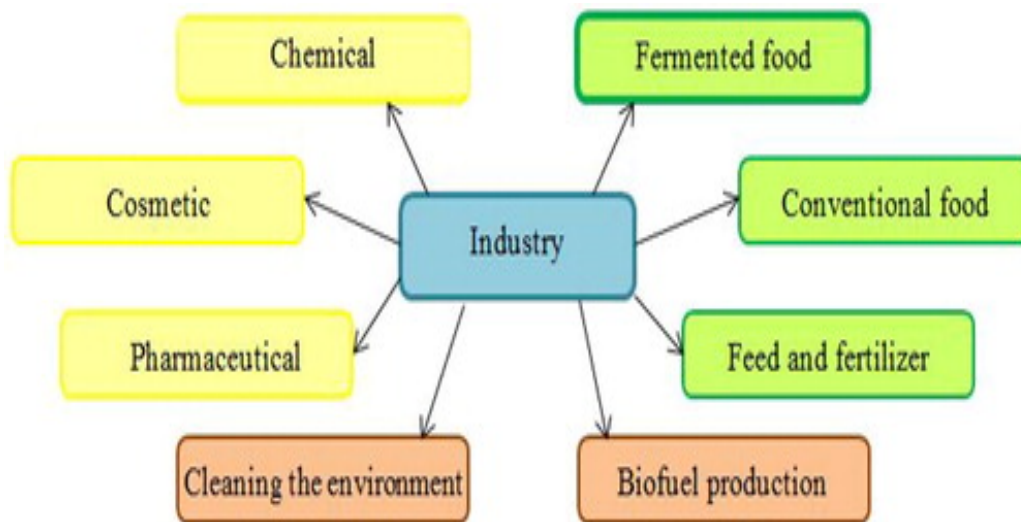 Chemical
Fermented food
Cosmetic
Conventional food
Industry
Pharmaceutical
Feed and fertilizer
Cleaning the environment
Biofuel production